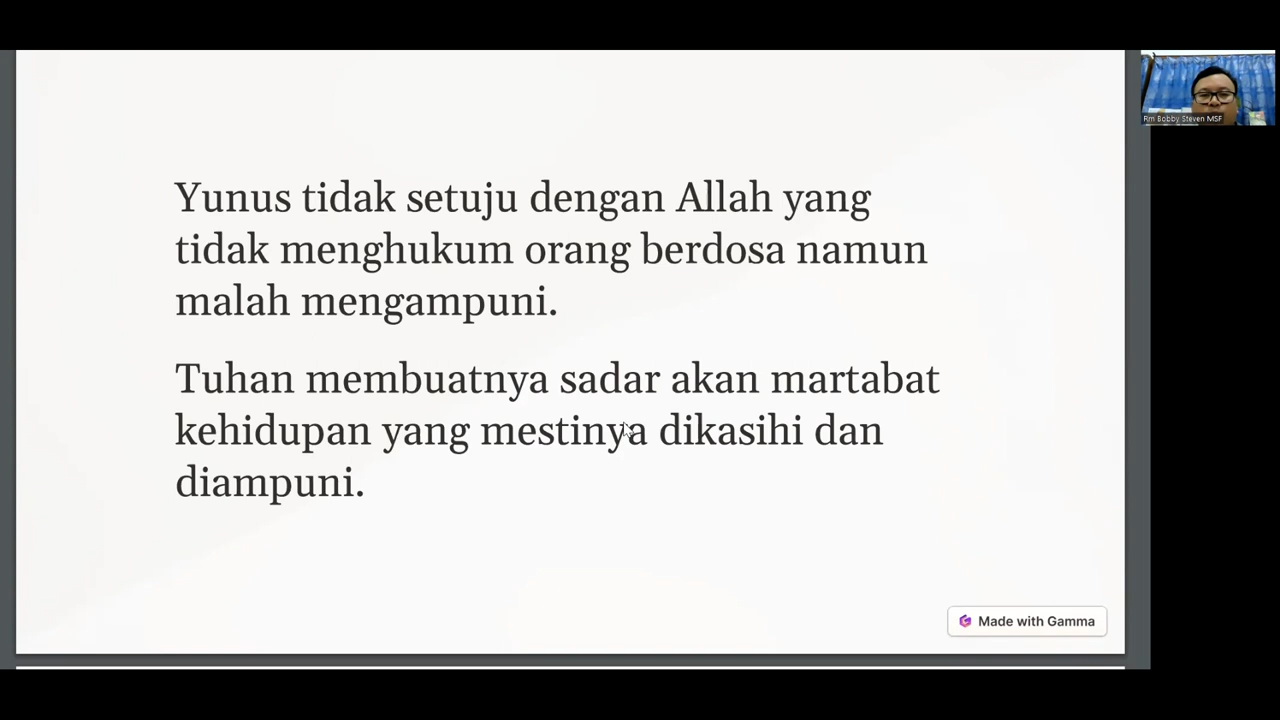 Yunus tidak setuju dengan Allah yang
tidak menghukum orang berdosa namun
malah mengampuni.
Tuhan membuatnya sadar akan martabat
kehidupan yang mestinya dikasihi dan
diampuni.
Made with Gamma
Rm Bobby Steven MSF